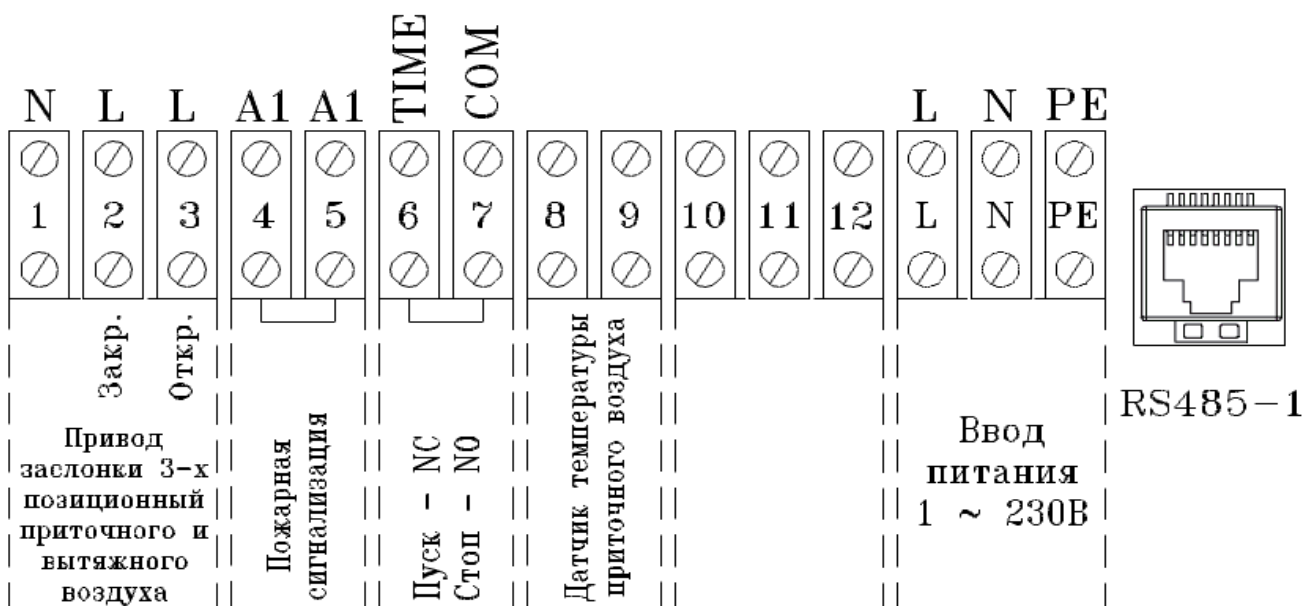 N L L A1 A1 TIME COM L N PE
1 2 3 4 5 6 7 8 9 10 11 12 L N PE
Закр.
Откр.
Привод
заслонки 3-х
позиционный
приточного и
вытяжного
воздуха
Пожарная
сигнализация
Пуск - NC
Стоп - NO
Датчик температуры
приточного воздуха
Ввод
питания
1 ~ 230В
RS485-1